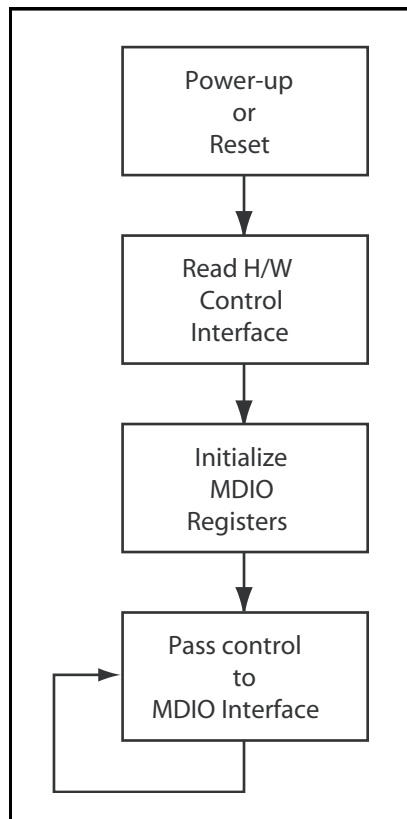 Power-up
or
Reset
Read H/W
Control
Interface
Initialize
MDIO
Registers
Pass control
to
MDIO Interface